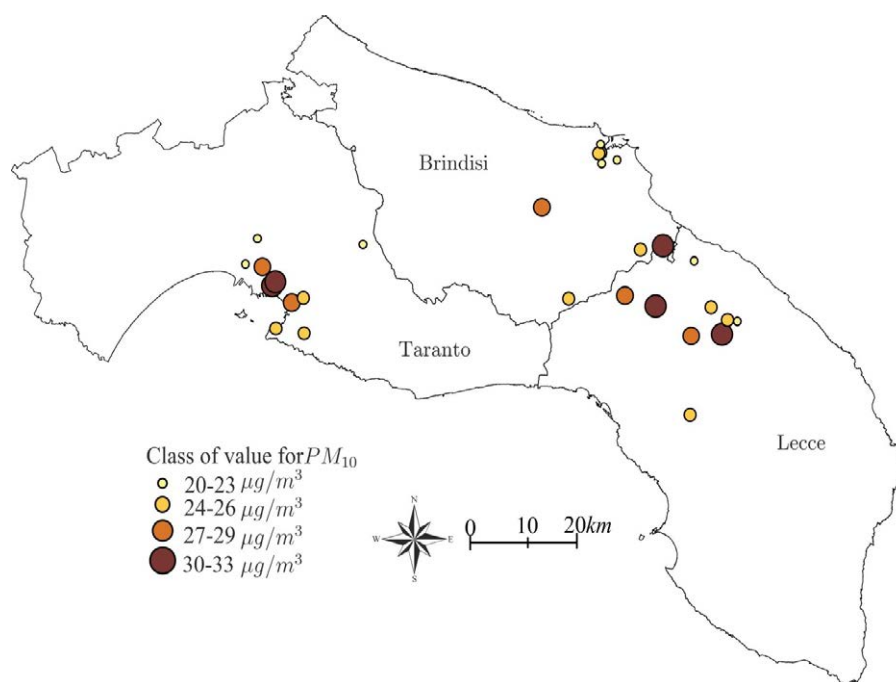 Brindisi
Taranto
Lecce
Class of value for PM₁₀
20-23 µg/m³
24-26 µg/m³
27-29 µg/m³
30-33 µg/m³
N
W E
S
0 10 20km